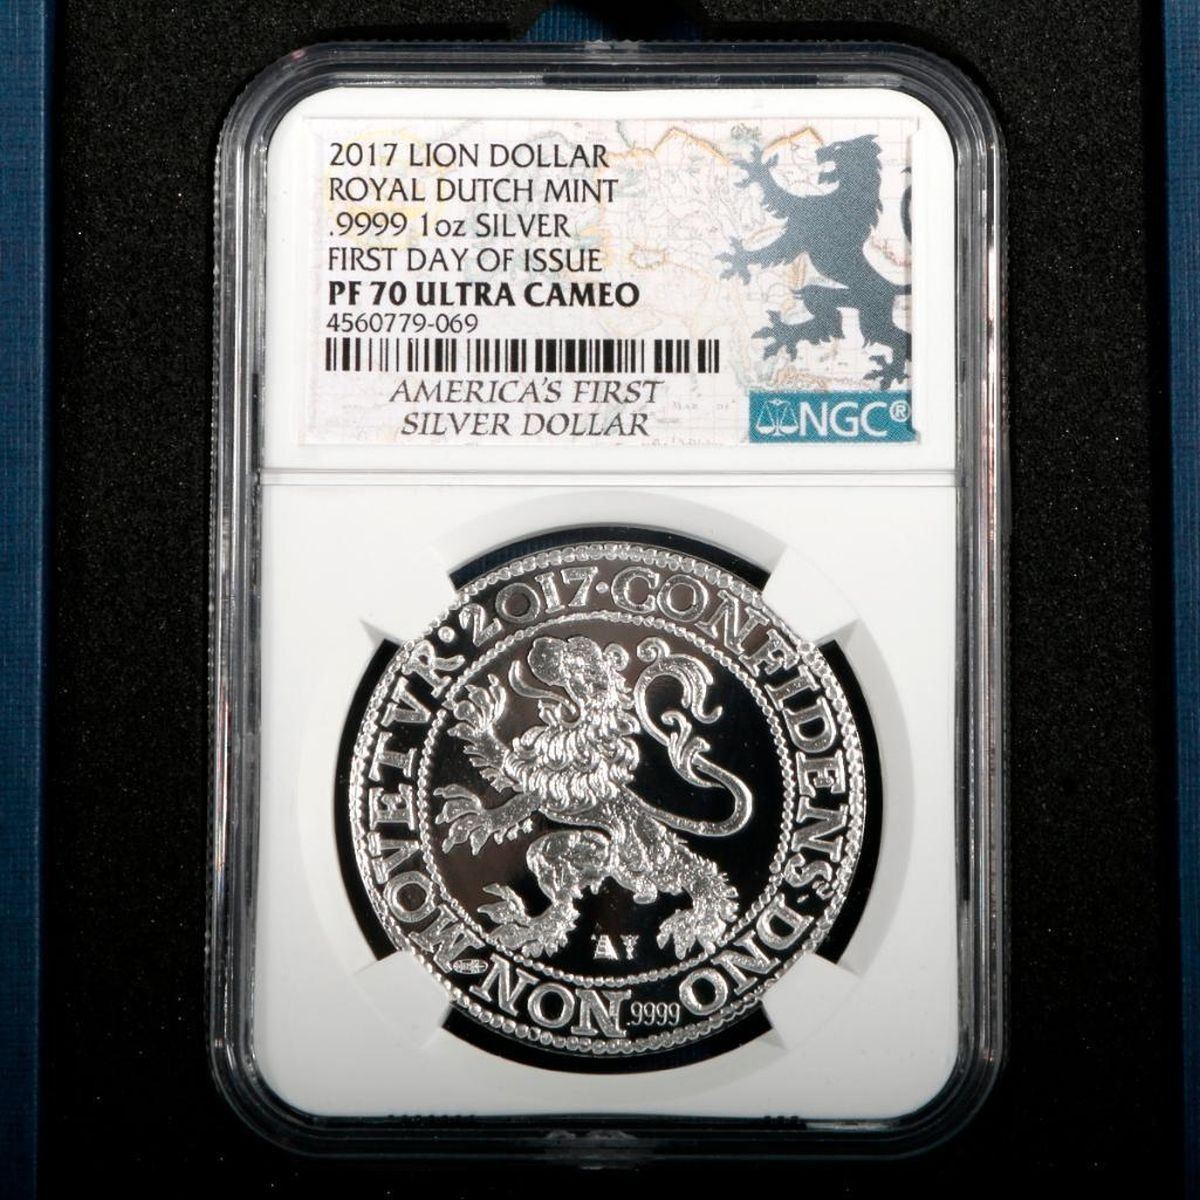 2017 LION DOLLAR
ROYAL DUTCH MINT
.9999 1oz SILVER
FIRST DAY OF ISSUE
PF 70 ULTRA CAMEO
4560779-069
AMERICA'S FIRST
SILVER DOLLAR
NGC®
CONFIDENS·DNO
.9999
NON
MOVETVR·2017·